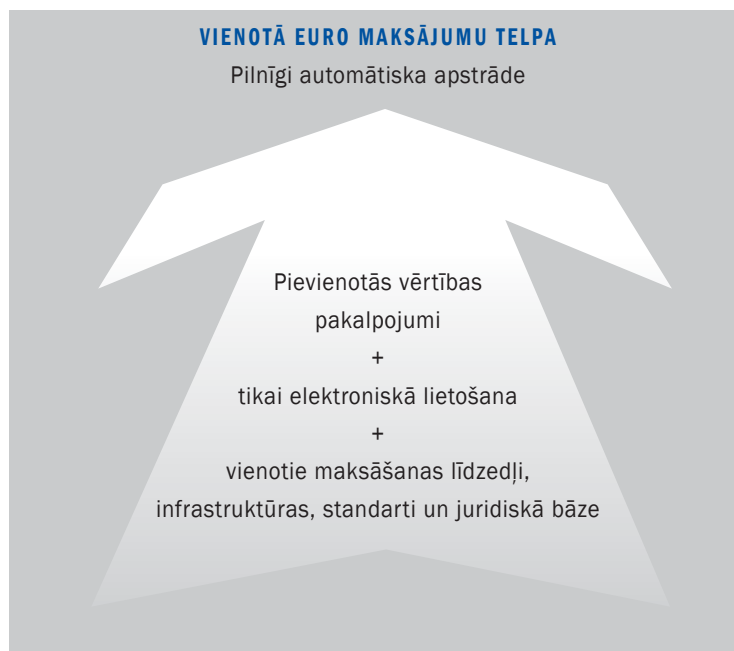 VIENOTĀ EURO MAKSĀJUMU TELPA
Pilnīgi automātiska apstrāde
Pievienotās vērtības
pakalpojumi
+
tikai elektroniskā lietošana
+
vienotie maksāšanas līdzedļi,
infrastruktūras, standarti un juridiskā bāze